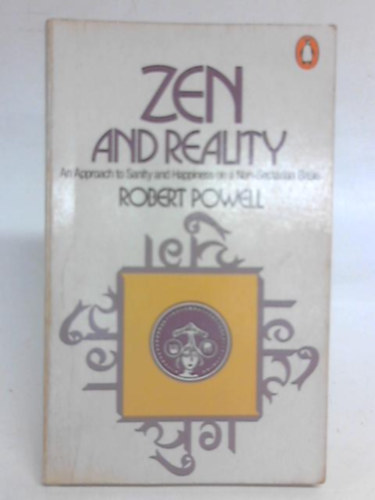 ZEN
AND REALITY
An Approach to Sanity and Happiness on a Non-Sectarian Basis
ROBERT POWELL